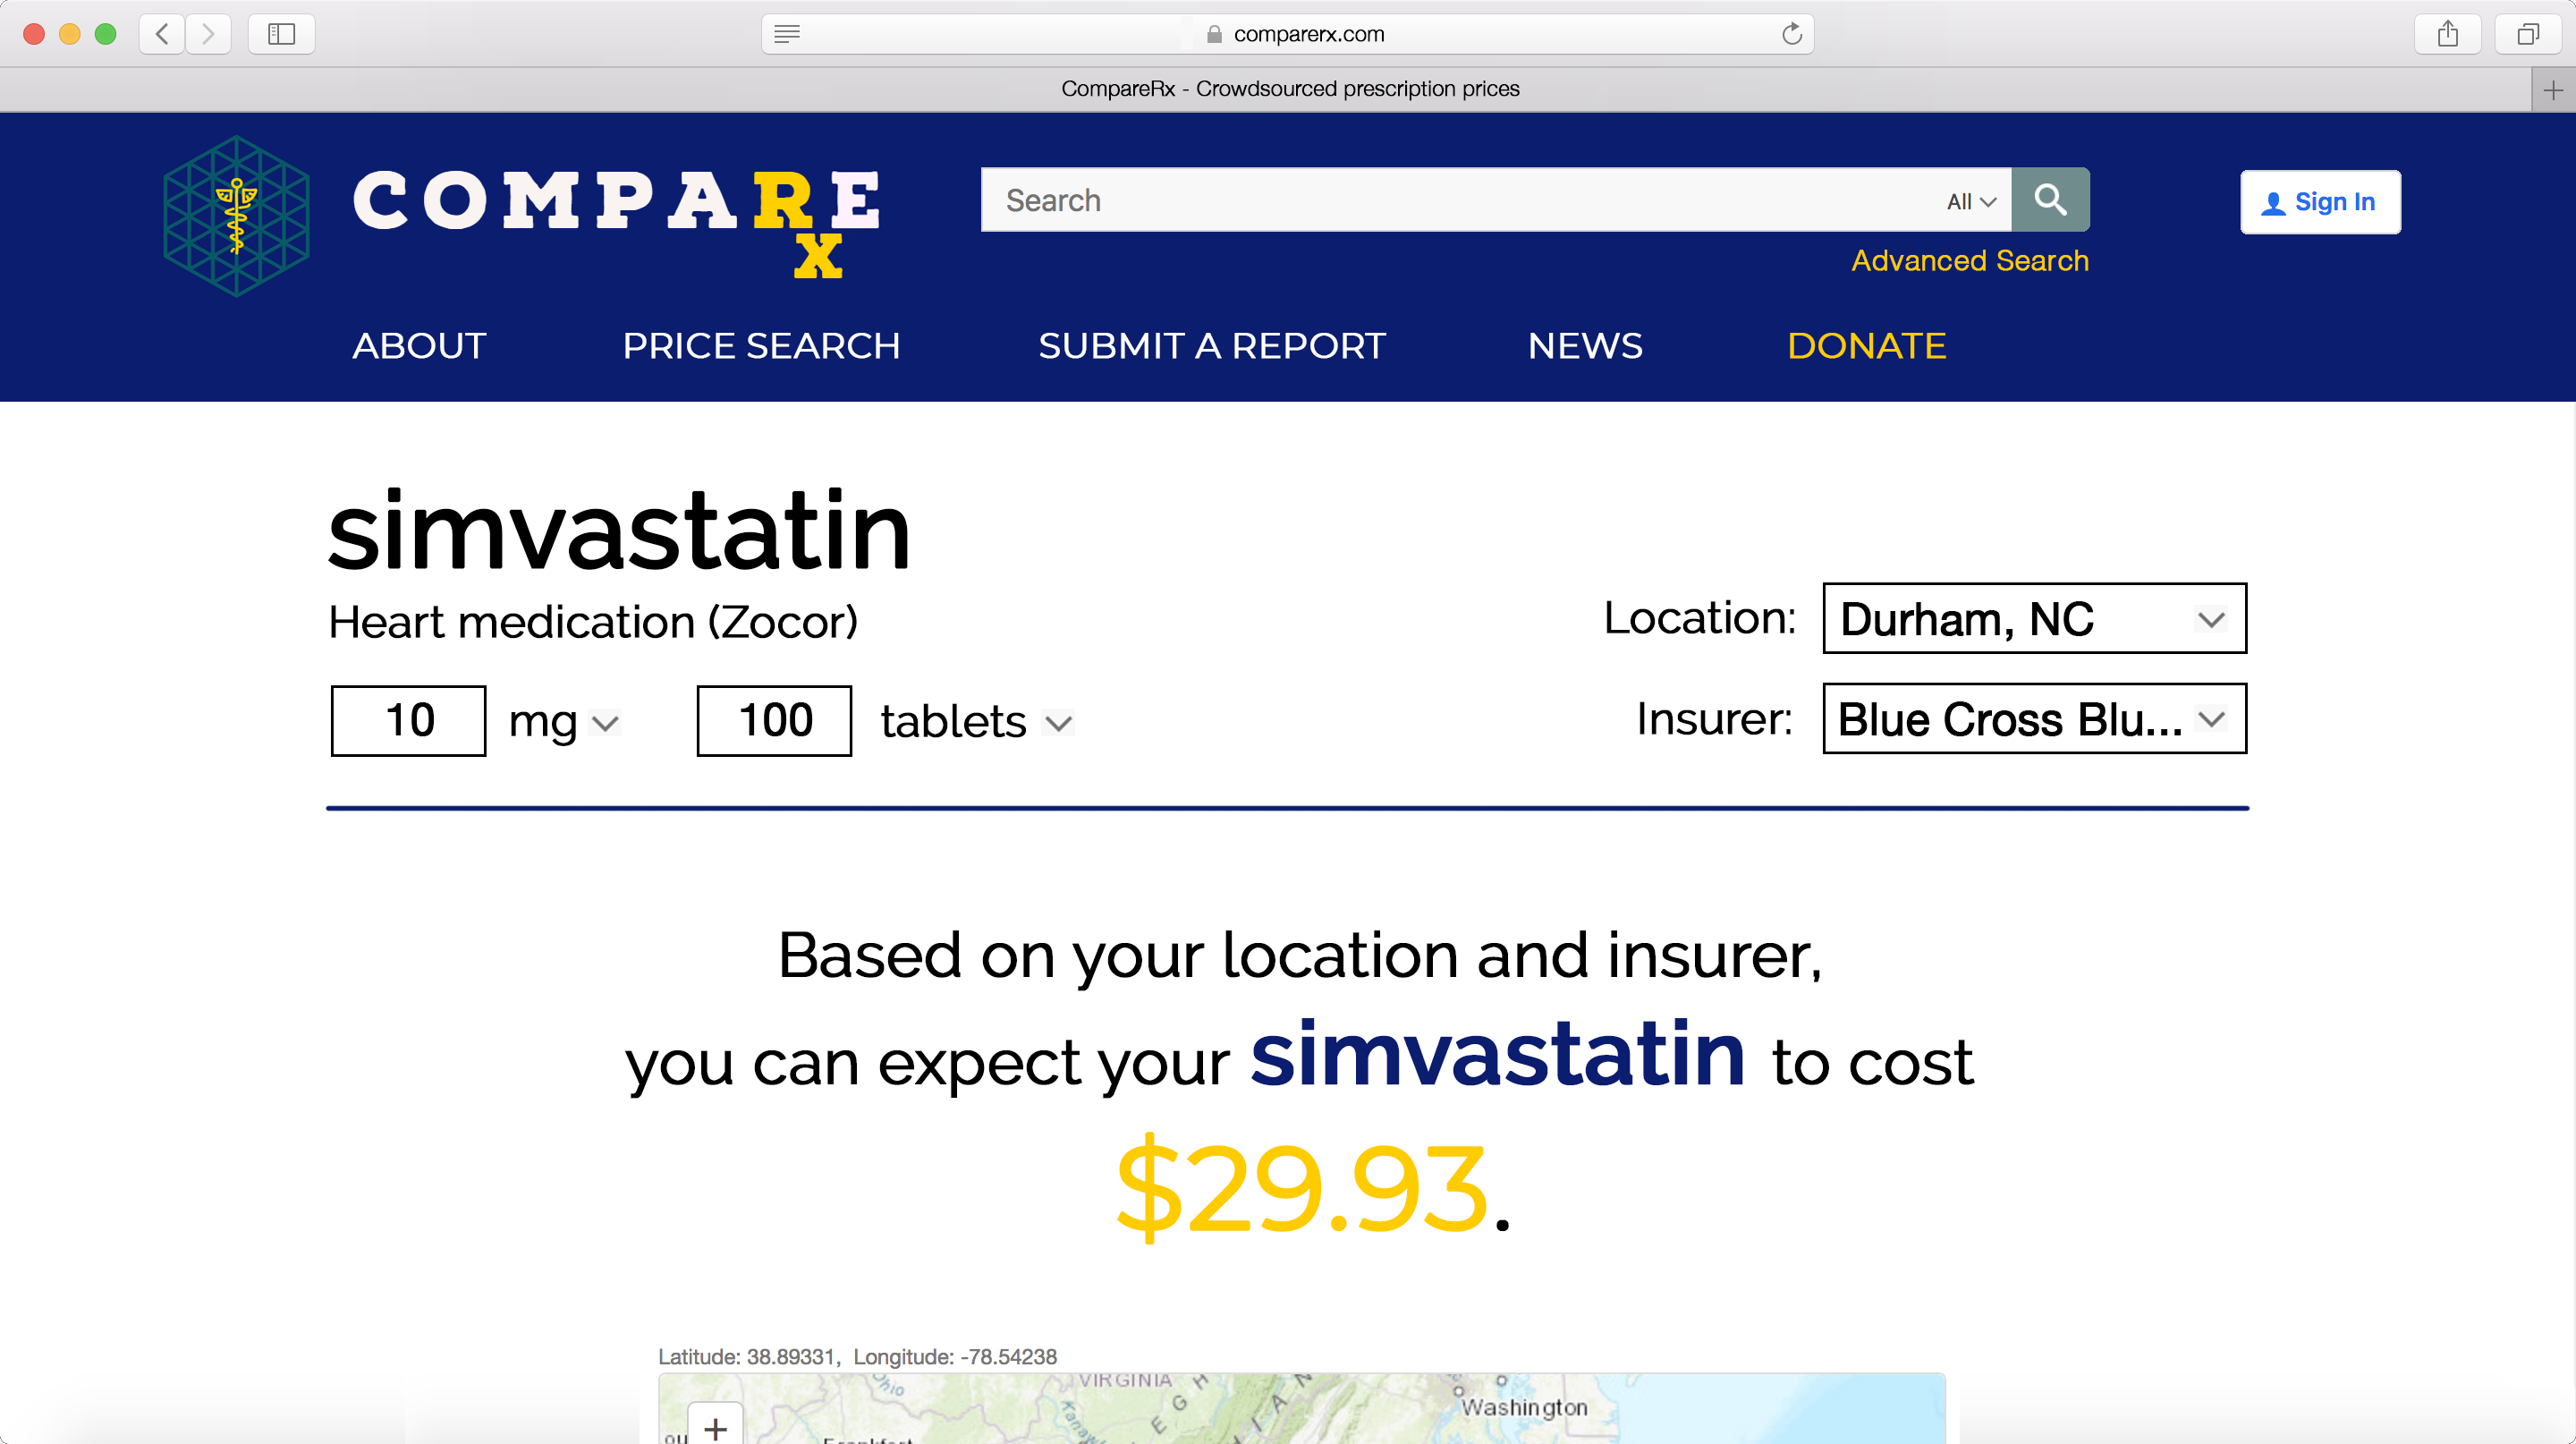 comparerx.com
CompareRx - Crowdsourced prescription prices
COMPARE
X
Search
All
Sign In
Advanced Search
ABOUT PRICE SEARCH SUBMIT A REPORT NEWS DONATE
simvastatin
Heart medication (Zocor)
Location: Durham, NC
10 mg 100 tablets
Insurer: Blue Cross Blu...
Based on your location and insurer,
you can expect your simvastatin to cost
$29.93.
Latitude: 38.89331, Longitude: -78.54238
Ohio
VIRGINIA
Washington
+